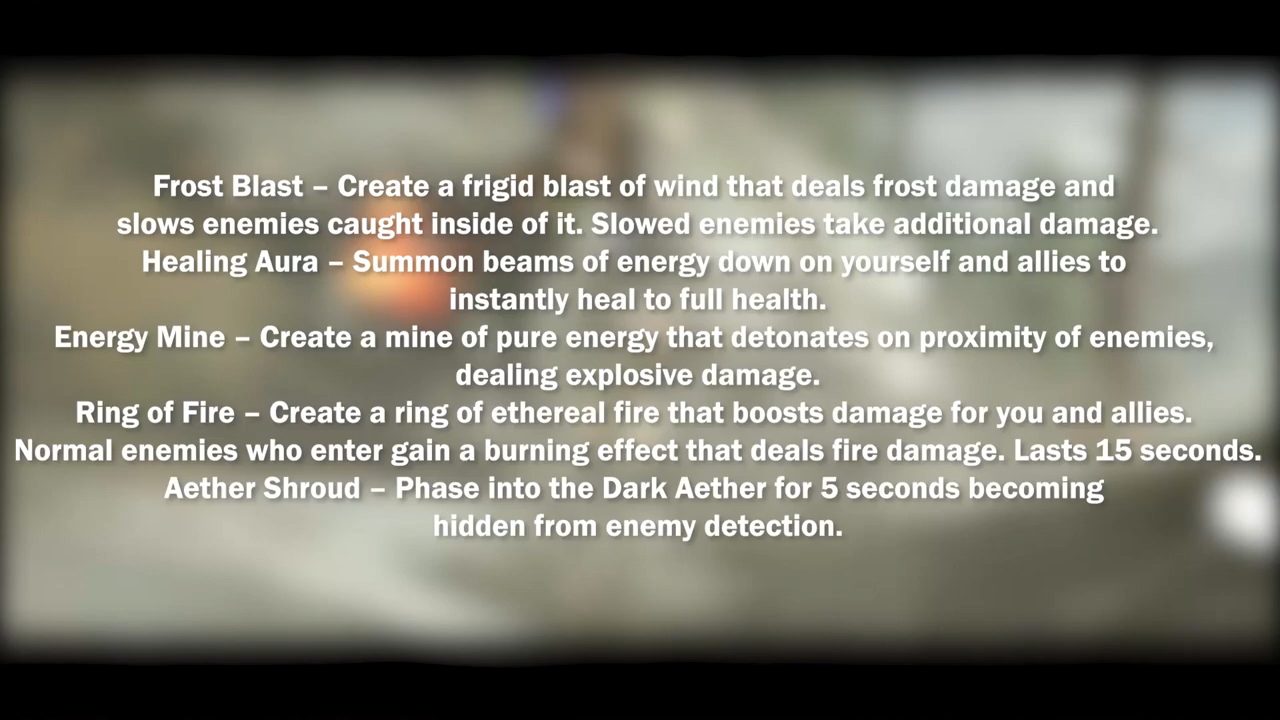 Frost Blast – Create a frigid blast of wind that deals frost damage and
slows enemies caught inside of it. Slowed enemies take additional damage.
Healing Aura – Summon beams of energy down on yourself and allies to
instantly heal to full health.
Energy Mine – Create a mine of pure energy that detonates on proximity of enemies,
dealing explosive damage.
Ring of Fire – Create a ring of ethereal fire that boosts damage for you and allies.
Normal enemies who enter gain a burning effect that deals fire damage. Lasts 15 seconds.
Aether Shroud – Phase into the Dark Aether for 5 seconds becoming
hidden from enemy detection.